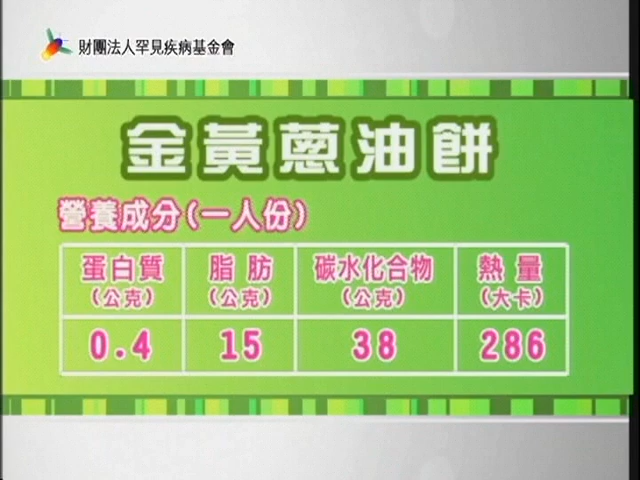 財團法人罕見疾病基金會
金黃蔥油餅
營養成分(一人份)
蛋白質 脂 肪 碳水化合物 熱 量
(公克) (公克) (公克) (大卡)
0.4 15 38 286